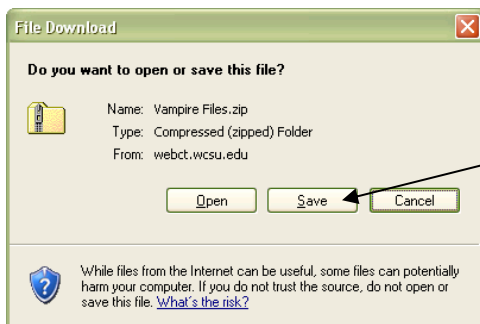 File Download
Do you want to open or save this file?
Name: Vampire Files.zip
Type: Compressed (zipped) Folder
From: webct.wcsu.edu
Open Save Cancel
While files from the Internet can be useful, some files can potentially
harm your computer. If you do not trust the source, do not open or
save this file. What's the risk?